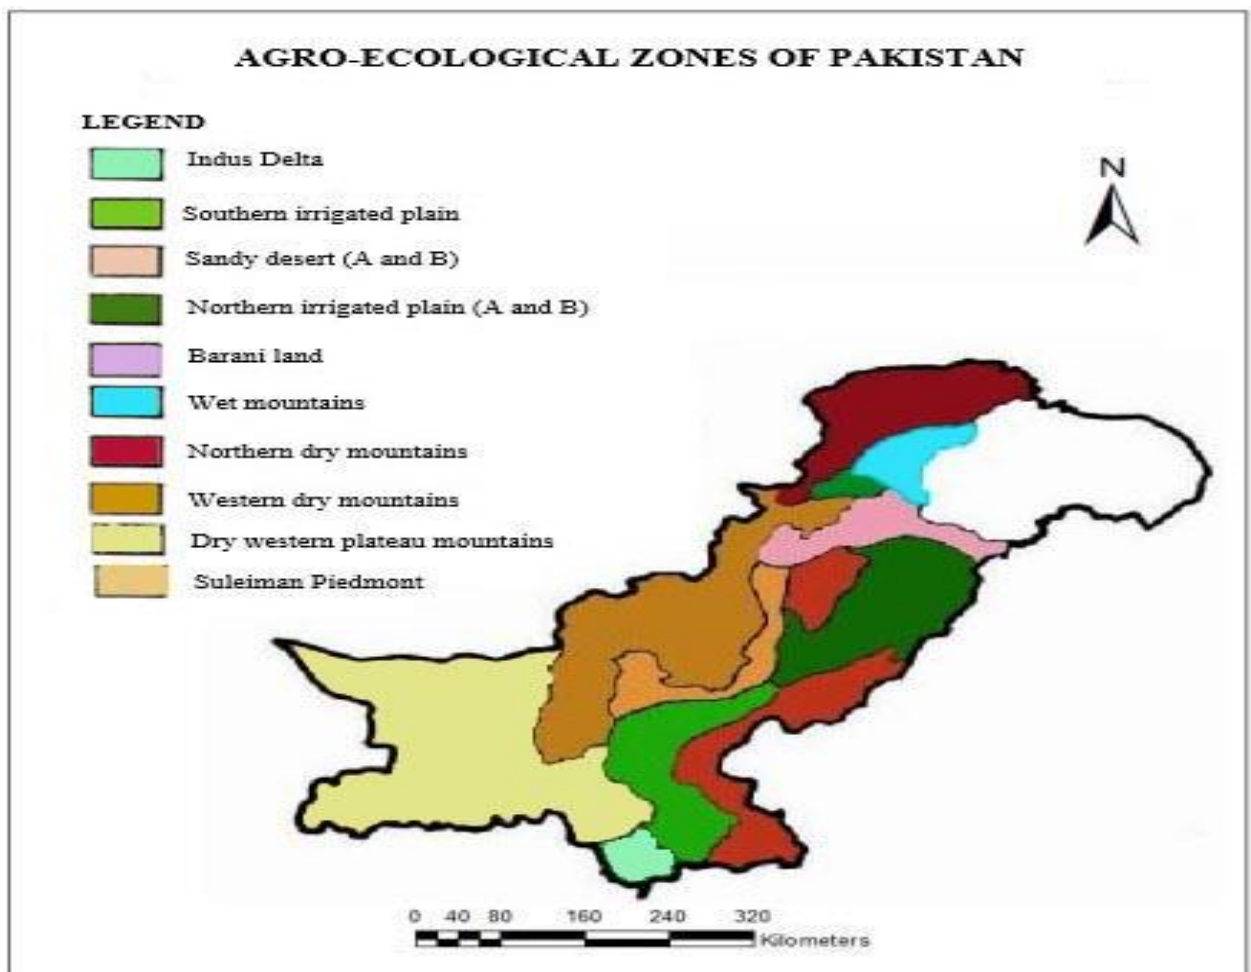 AGRO-ECOLOGICAL ZONES OF PAKISTAN
LEGEND
Indus Delta
Southern irrigated plain
Sandy desert (A and B)
Northern irrigated plain (A and B)
Barani land
Wet mountains
Northern dry mountains
Western dry mountains
Dry western plateau mountains
Suleiman Piedmont
N
0 40 80 160 240 320
Kilometers